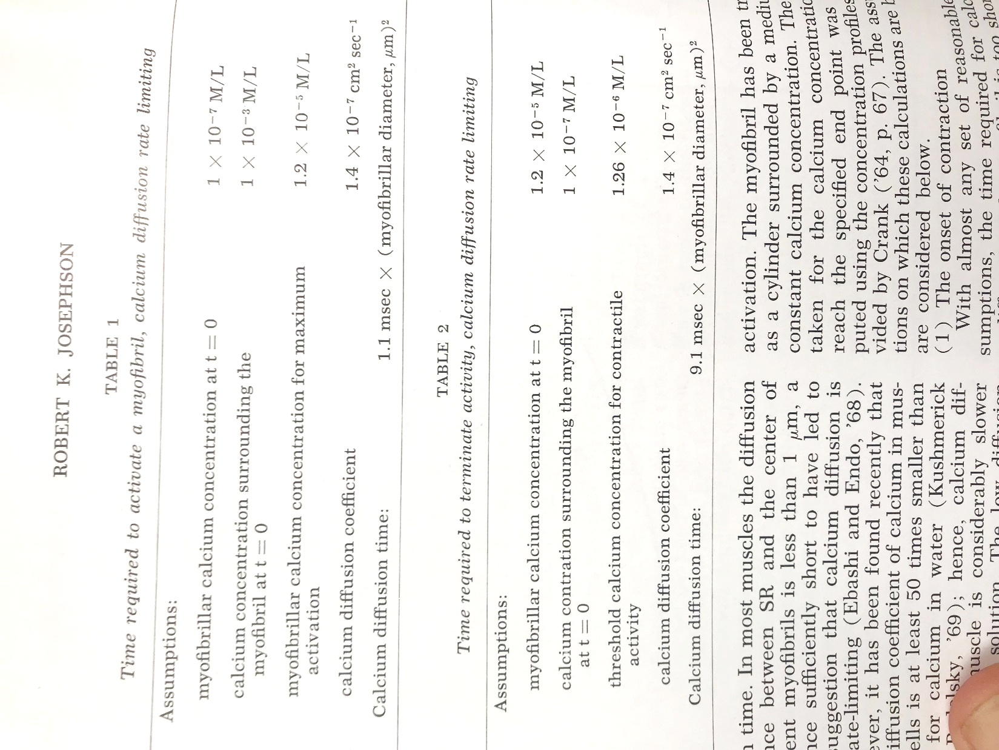 ROBERT K. JOSEPHSON
TABLE 1
Time required to activate a myofibril, calcium diffusion rate limiting
Assumptions:
myofibrillar calcium concentration at t = 0 1 × 10⁻⁷ M/L
calcium concentration surrounding the 1 × 10⁻³ M/L
myofibril at t = 0
myofibrillar calcium concentration for maximum 1.2 × 10⁻⁵ M/L
activation
calcium diffusion coefficient 1.4 × 10⁻⁷ cm² sec⁻¹
Calcium diffusion time: 1.1 msec × (myofibrillar diameter, μm)²
TABLE 2
Time required to terminate activity, calcium diffusion rate limiting
Assumptions:
myofibrillar calcium concentration at t = 0 1.2 × 10⁻⁵ M/L
calcium contration surrounding the myofibril 1 × 10⁻⁷ M/L
at t = 0
threshold calcium concentration for contractile 1.26 × 10⁻⁶ M/L
activity
calcium diffusion coefficient 1.4 × 10⁻⁷ cm² sec⁻¹
Calcium diffusion time: 9.1 msec × (myofibrillar diameter, μm)²
time. In most muscles the diffusion
between SR and the center of
myofibrils is less than 1 μm, a
sufficiently short to have led to
suggestion that calcium diffusion is
(Ebashi and Endo, '68).
it has been found recently that
diffusion coefficient of calcium in mus-
is at least 50 times smaller than
for calcium in water (Kushmerick
'69); hence, calcium dif-
muscle is considerably slower
solution. The low diffusion
activation. The myofibril has been
as a cylinder surrounded by a
constant calcium concentration. The
taken for the calcium
reach the specified end point was
puted using the concentration profiles
vided by Crank ('64, p. 67). The
tions on which these calculations are
are considered below.
(1) The onset of contraction
With almost any set of reasonable
sumptions, the time required for